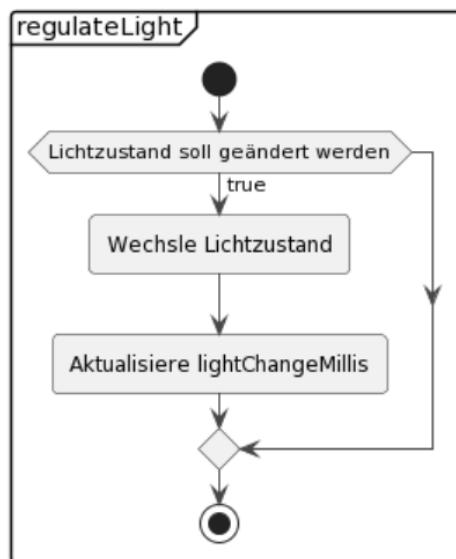 regulateLight
Lichtzustand soll geändert werden
true
Wechsle Lichtzustand
Aktualisiere lightChangeMillis